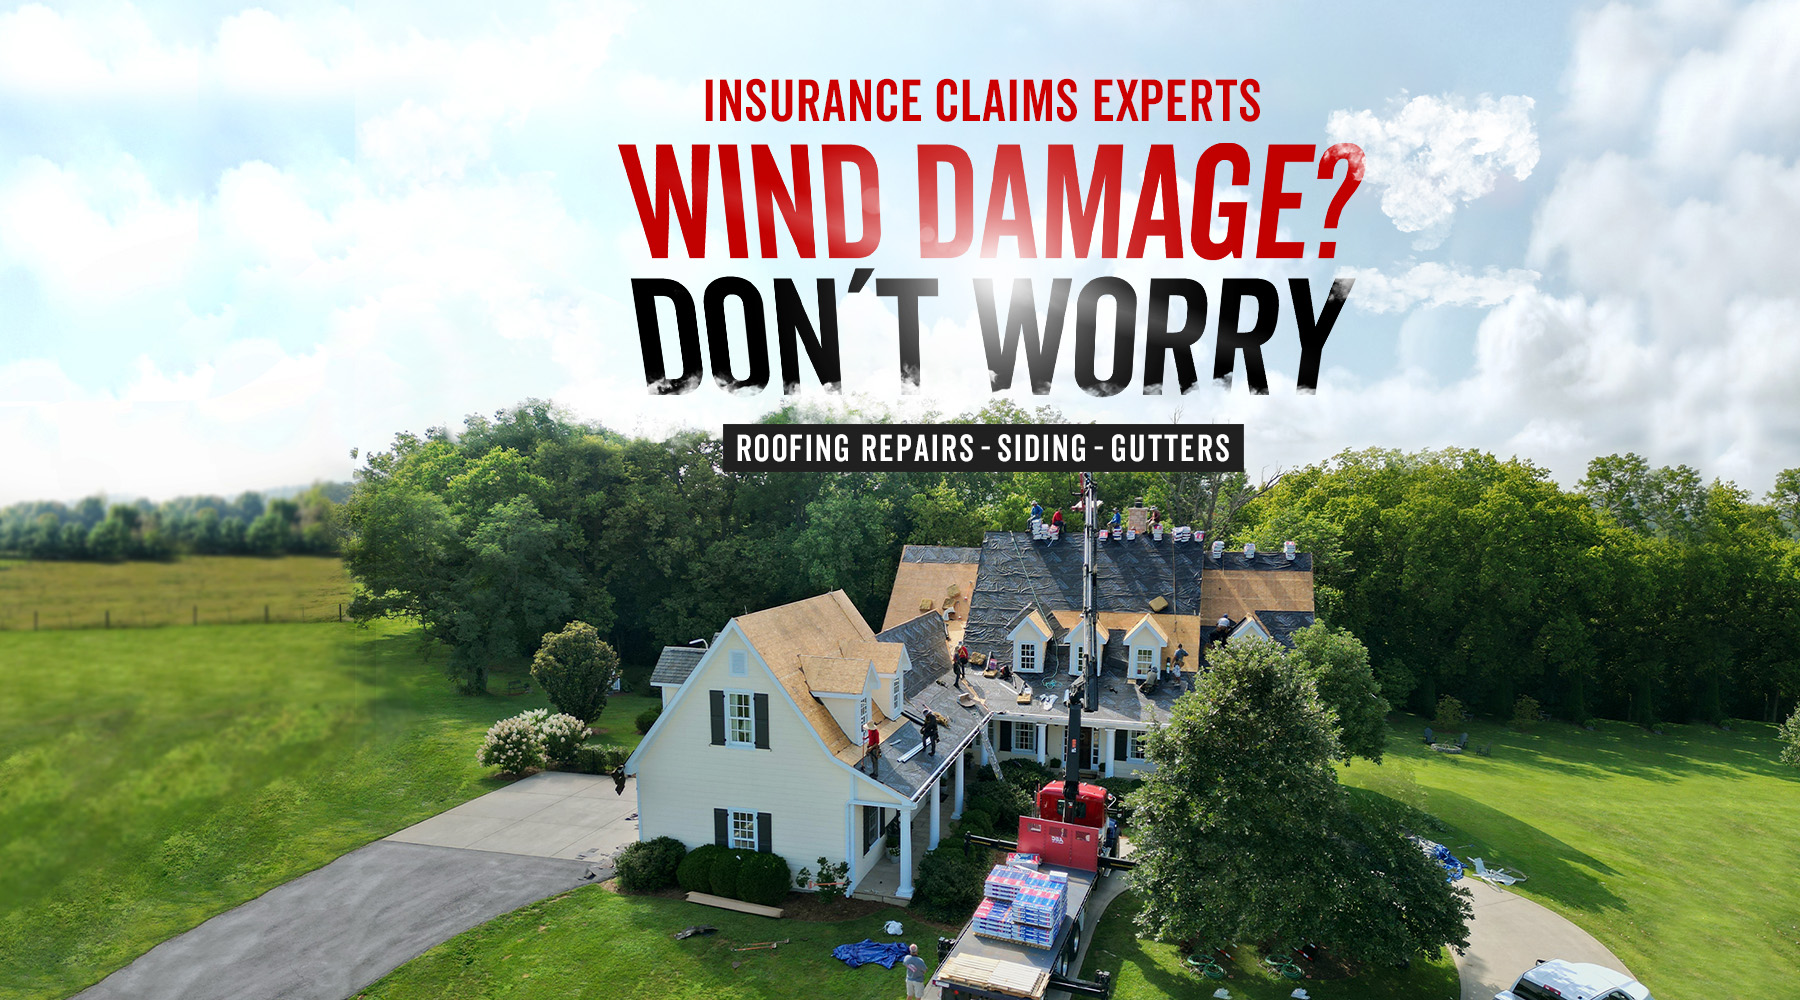 INSURANCE CLAIMS EXPERTS
WIND DAMAGE?
DON´T WORRY
ROOFING REPAIRS - SIDING - GUTTERS